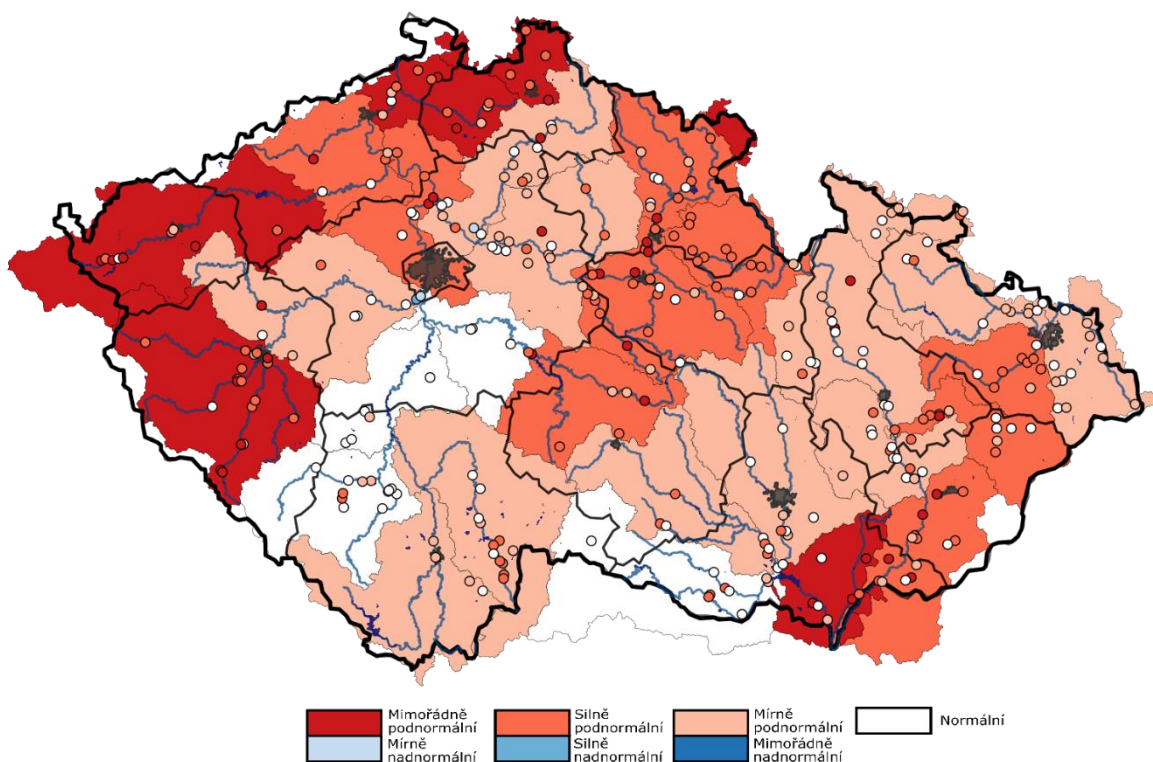 Mimořádně
podnormální
Silně
podnormální
Mírně
podnormální
Normální
Mírně
nadnormální
Silně
nadnormální
Mimořádně
nadnormální